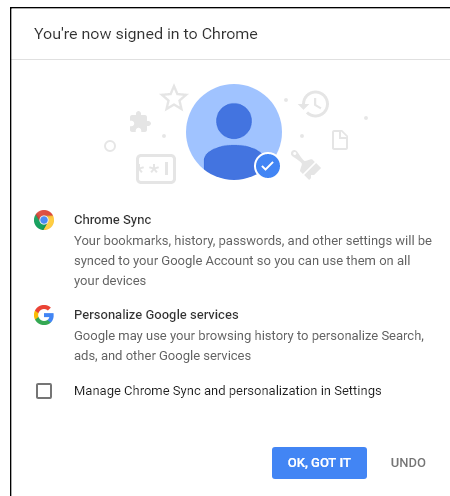 You're now signed in to Chrome
Chrome Sync
Your bookmarks, history, passwords, and other settings will be
synced to your Google Account so you can use them on all
your devices
Personalize Google services
Google may use your browsing history to personalize Search,
ads, and other Google services
Manage Chrome Sync and personalization in Settings
OK, GOT IT
UNDO